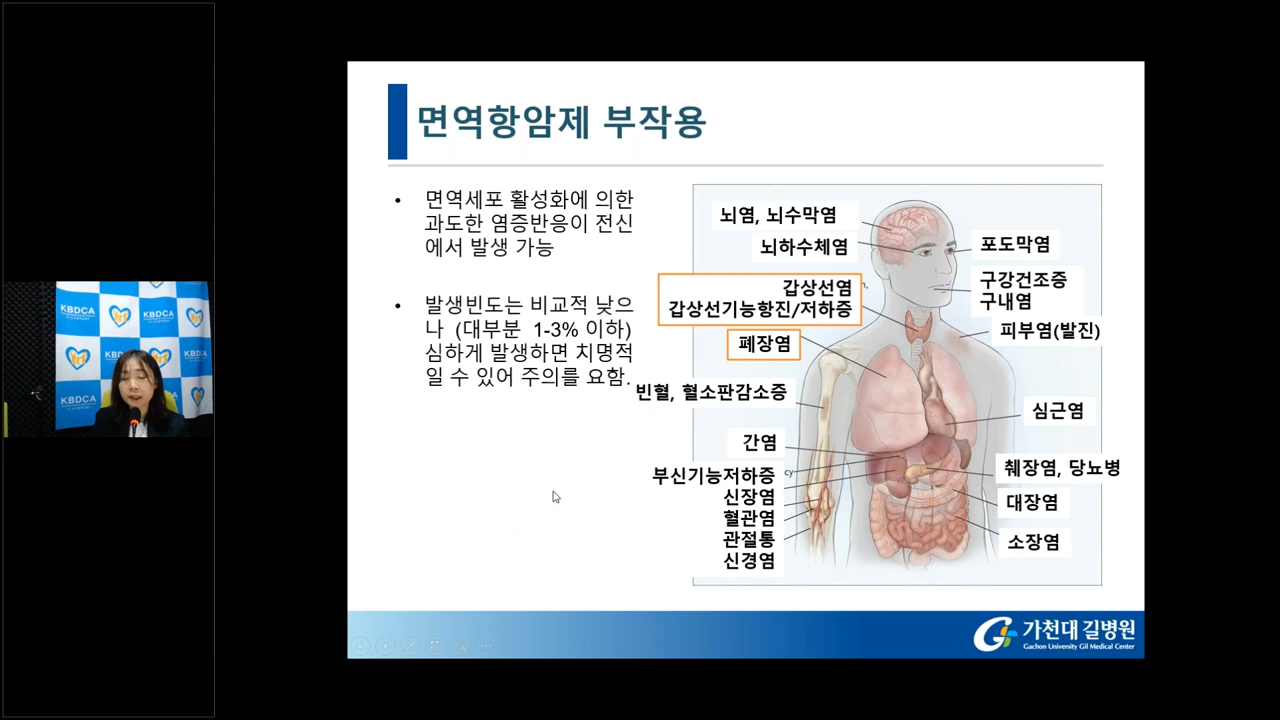 면역항암제 부작용
• 면역세포 활성화에 의한
과도한 염증반응이 전신
에서 발생 가능
• 발생빈도는 비교적 낮으
나 (대부분 1-3% 이하)
심하게 발생하면 치명적
일 수 있어 주의를 요함.
뇌염, 뇌수막염
뇌하수체염
갑상선염
갑상선기능항진/저하증
폐장염
빈혈, 혈소판감소증
간염
부신기능저하증
cy
신장염
혈관염
관절통
신경염
포도막염
구강건조증
구내염
피부염(발진)
심근염
췌장염, 당뇨병
대장염
소장염
가천대 길병원
Gachon University Gil Medical Center
KBDCA
KBDCA
KBDCA
KBDCA
KBDCA